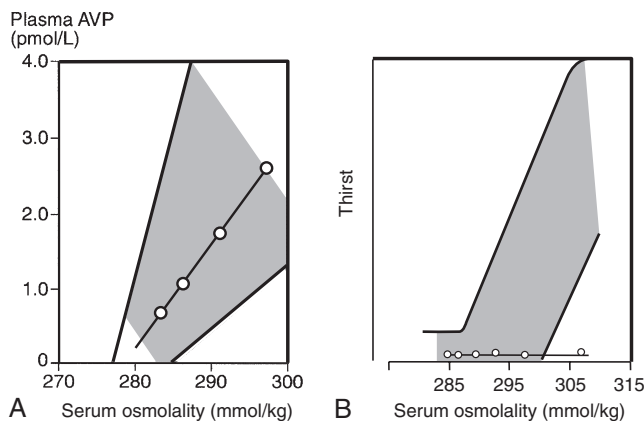 Plasma AVP
(pmol/L)
4.0
3.0
2.0
1.0
0
270 280 290 300
A Serum osmolality (mmol/kg)
Thirst
285 295 305 315
B Serum osmolality (mmol/kg)